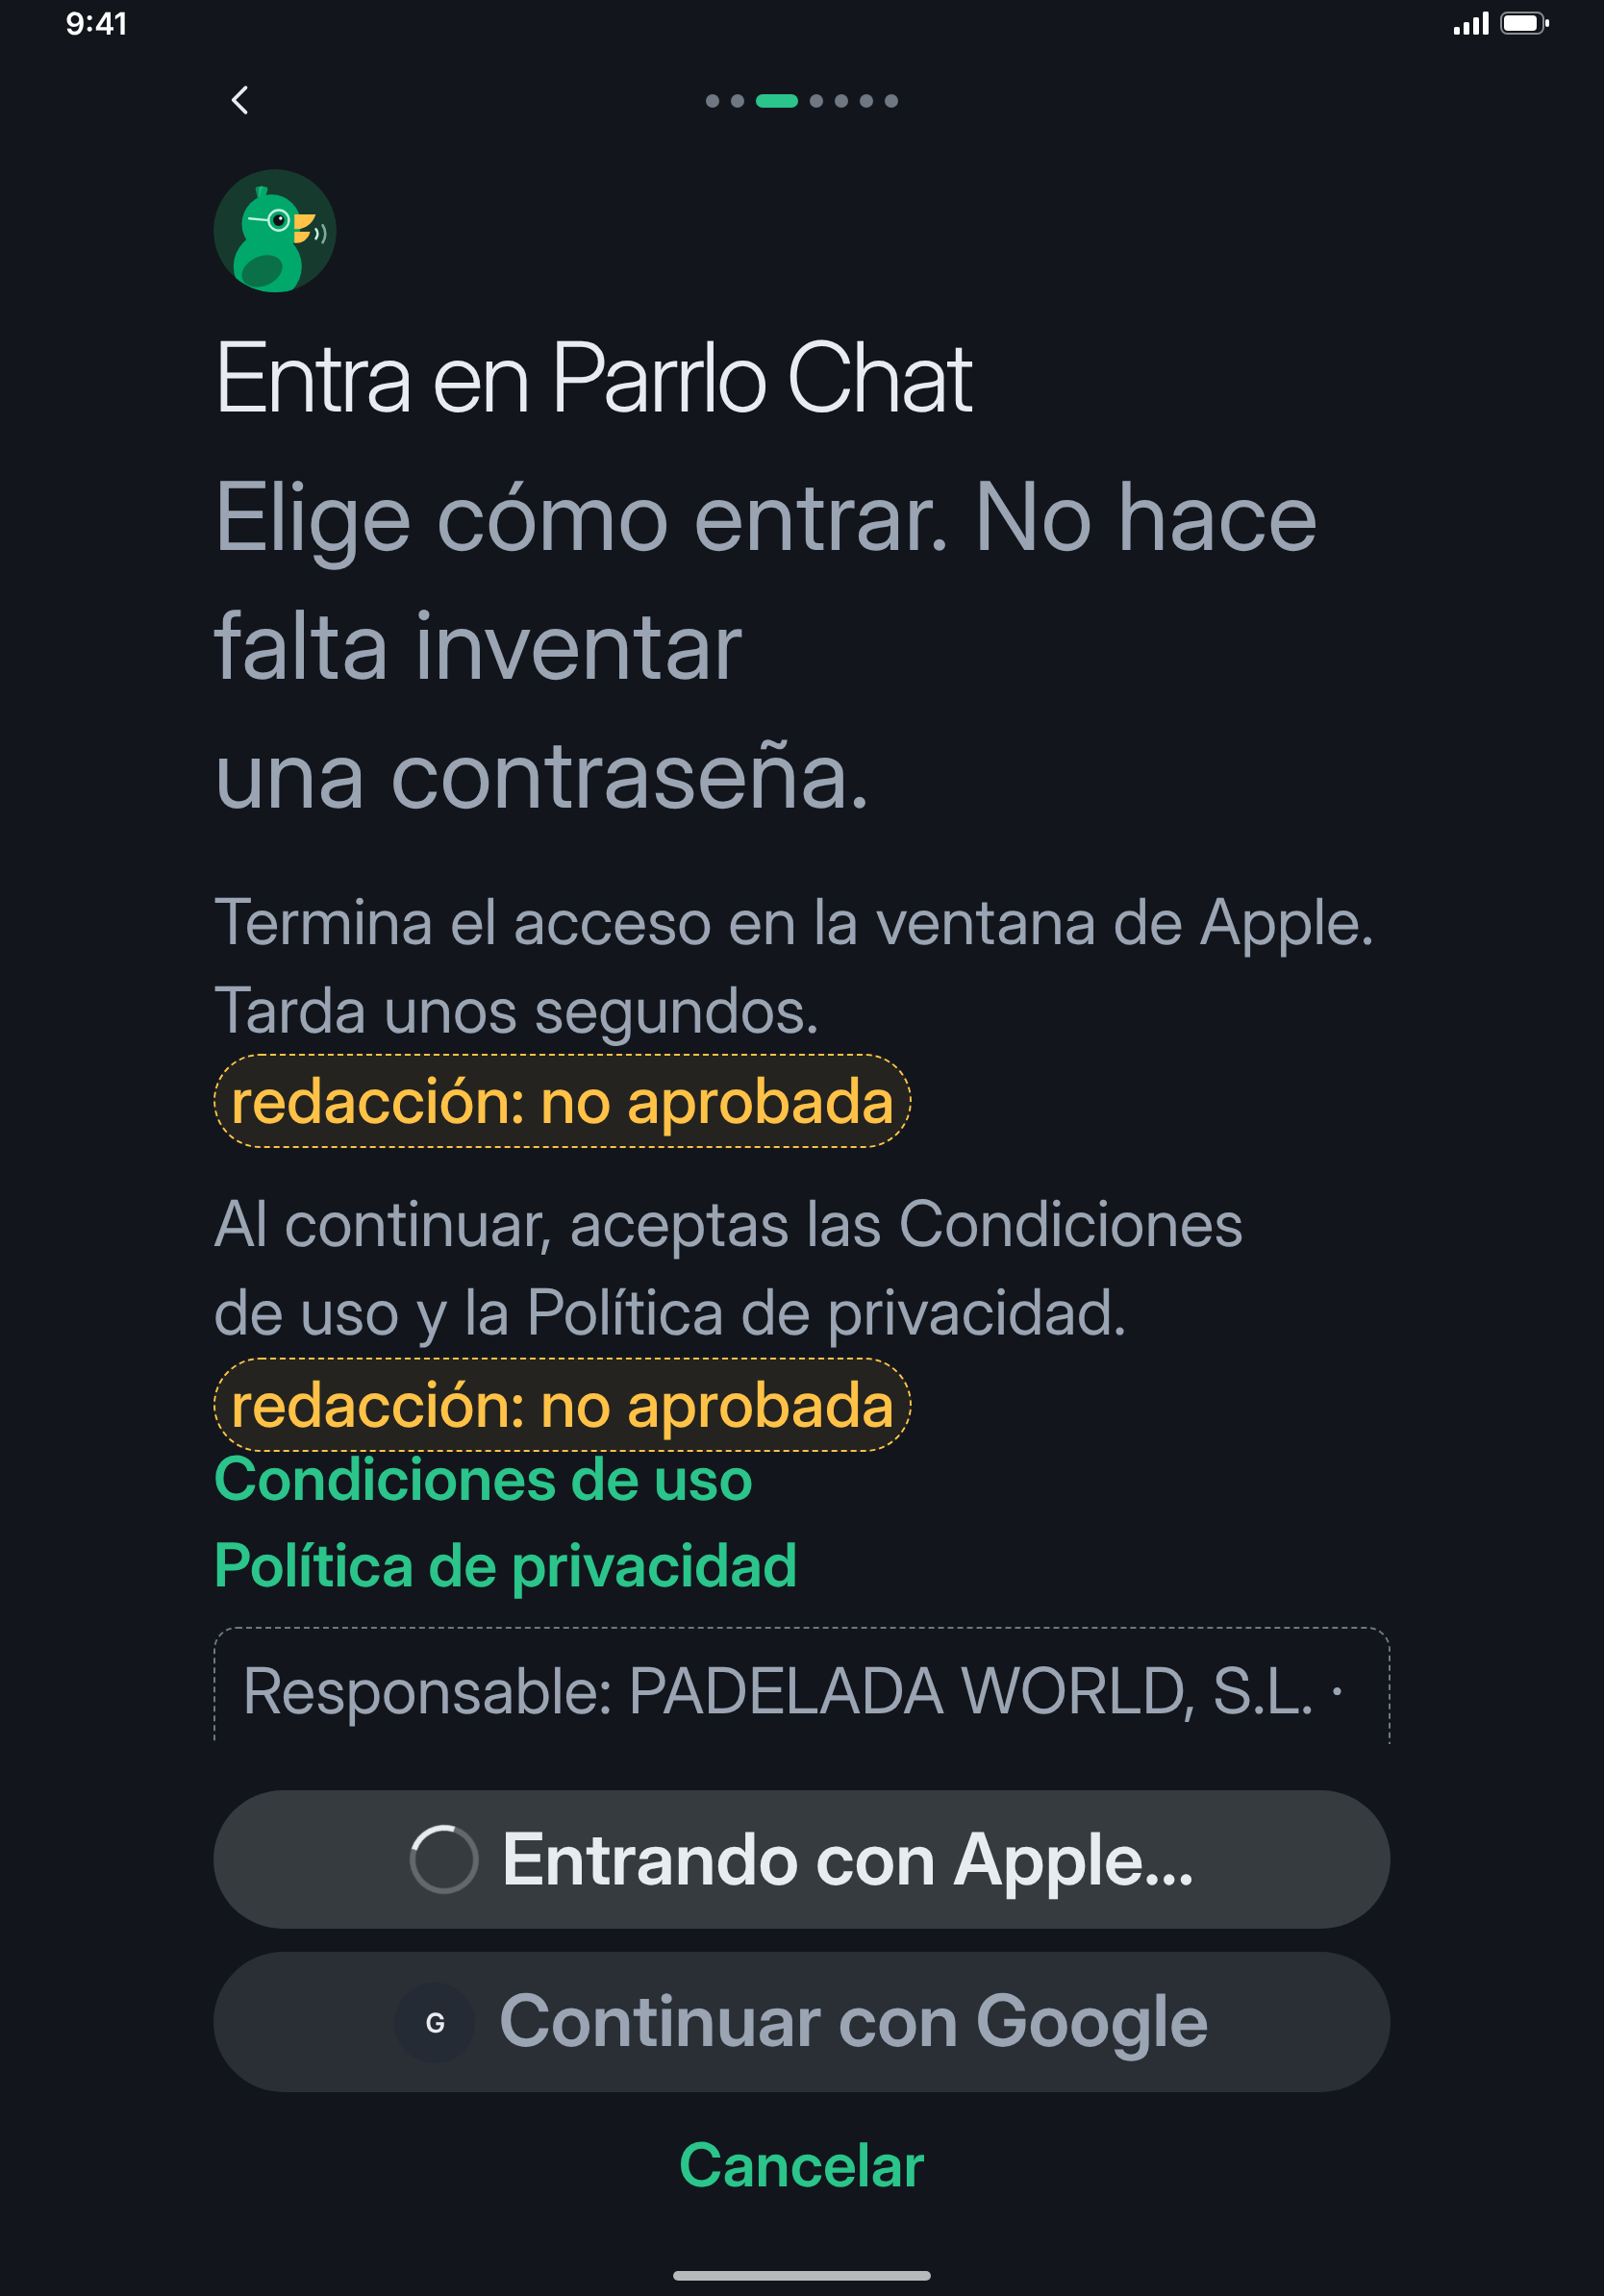 9:41
Entra en Parrlo Chat
Elige cómo entrar. No hace
falta inventar
una contraseña.
Termina el acceso en la ventana de Apple.
Tarda unos segundos.
redacción: no aprobada
Al continuar, aceptas las Condiciones
de uso y la Política de privacidad.
redacción: no aprobada
Condiciones de uso
Política de privacidad
Responsable: PADELADA WORLD, S.L. ·
Entrando con Apple...
G Continuar con Google
Cancelar